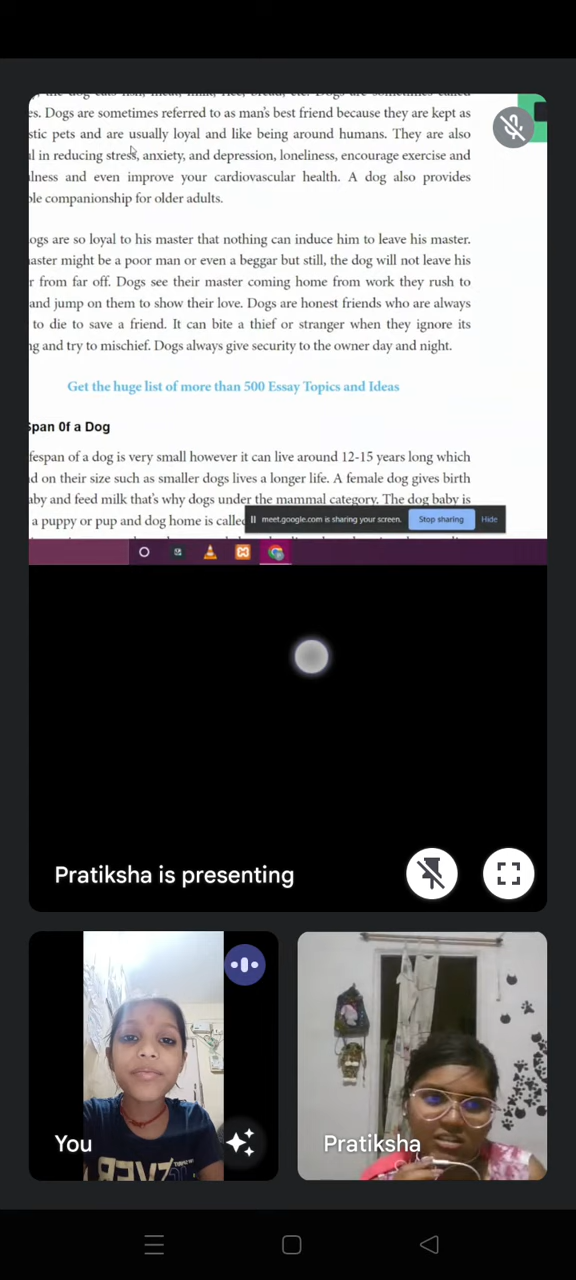 es. Dogs are sometimes referred to as man's best friend because they are kept as
stic pets and are usually loyal and like being around humans. They are also
l in reducing stress, anxiety, and depression, loneliness, encourage exercise and
lness and even improve your cardiovascular health. A dog also provides
ble companionship for older adults.
ogs are so loyal to his master that nothing can induce him to leave his master.
aster might be a poor man or even a beggar but still, the dog will not leave his
r from far off. Dogs see their master coming home from work they rush to
and jump on them to show their love. Dogs are honest friends who are always
to die to save a friend. It can bite a thief or stranger when they ignore its
ng and try to mischief. Dogs always give security to the owner day and night.
Get the huge list of more than 500 Essay Topics and Ideas
Span 0f a Dog
fespan of a dog is very small however it can live around 12-15 years long which
d on their size such as smaller dogs lives a longer life. A female dog gives birth
aby and feed milk that's why dogs under the mammal category. The dog baby is
a puppy or pup and dog home is calle
meet.google.com is sharing your screen. Stop sharing Hide
Pratiksha is presenting
You
Pratiksha